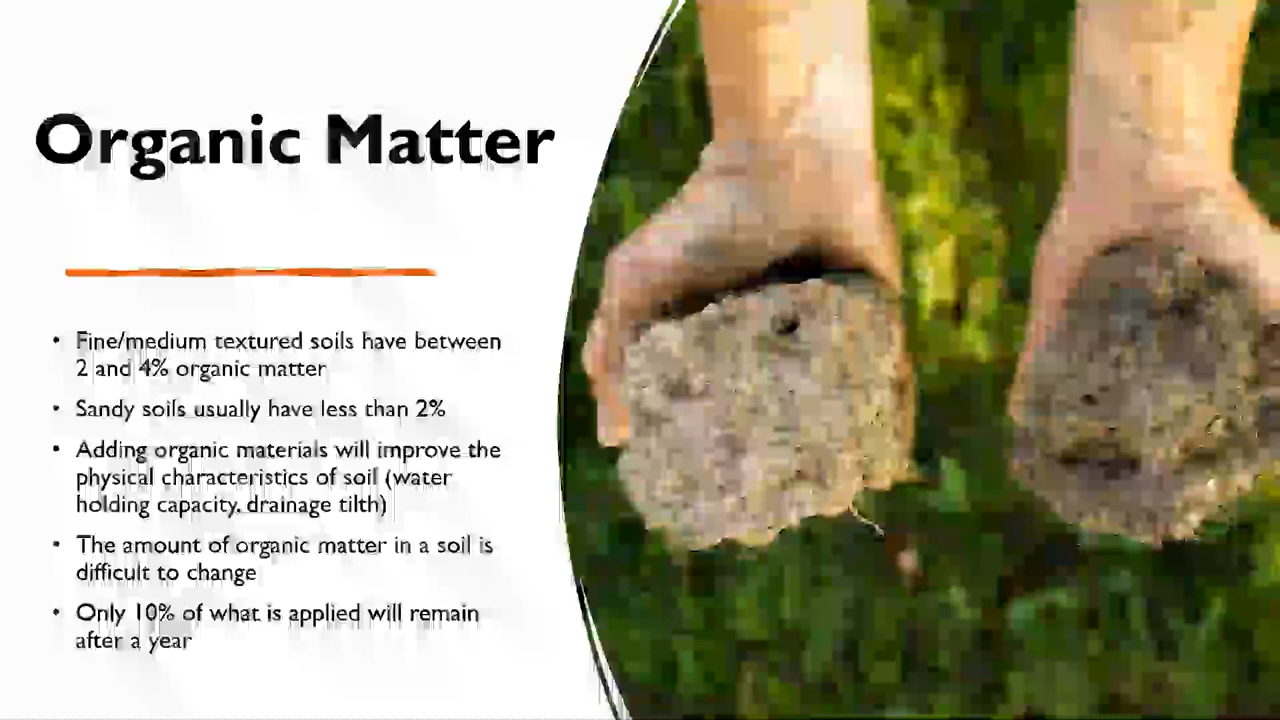 Organic Matter
• Fine/medium textured soils have between
2 and 4% organic matter
• Sandy soils usually have less than 2%
• Adding organic materials will improve the
physical characteristics of soil (water
holding capacity, drainage tilth)
• The amount of organic matter in a soil is
difficult to change
• Only 10% of what is applied will remain
after a year